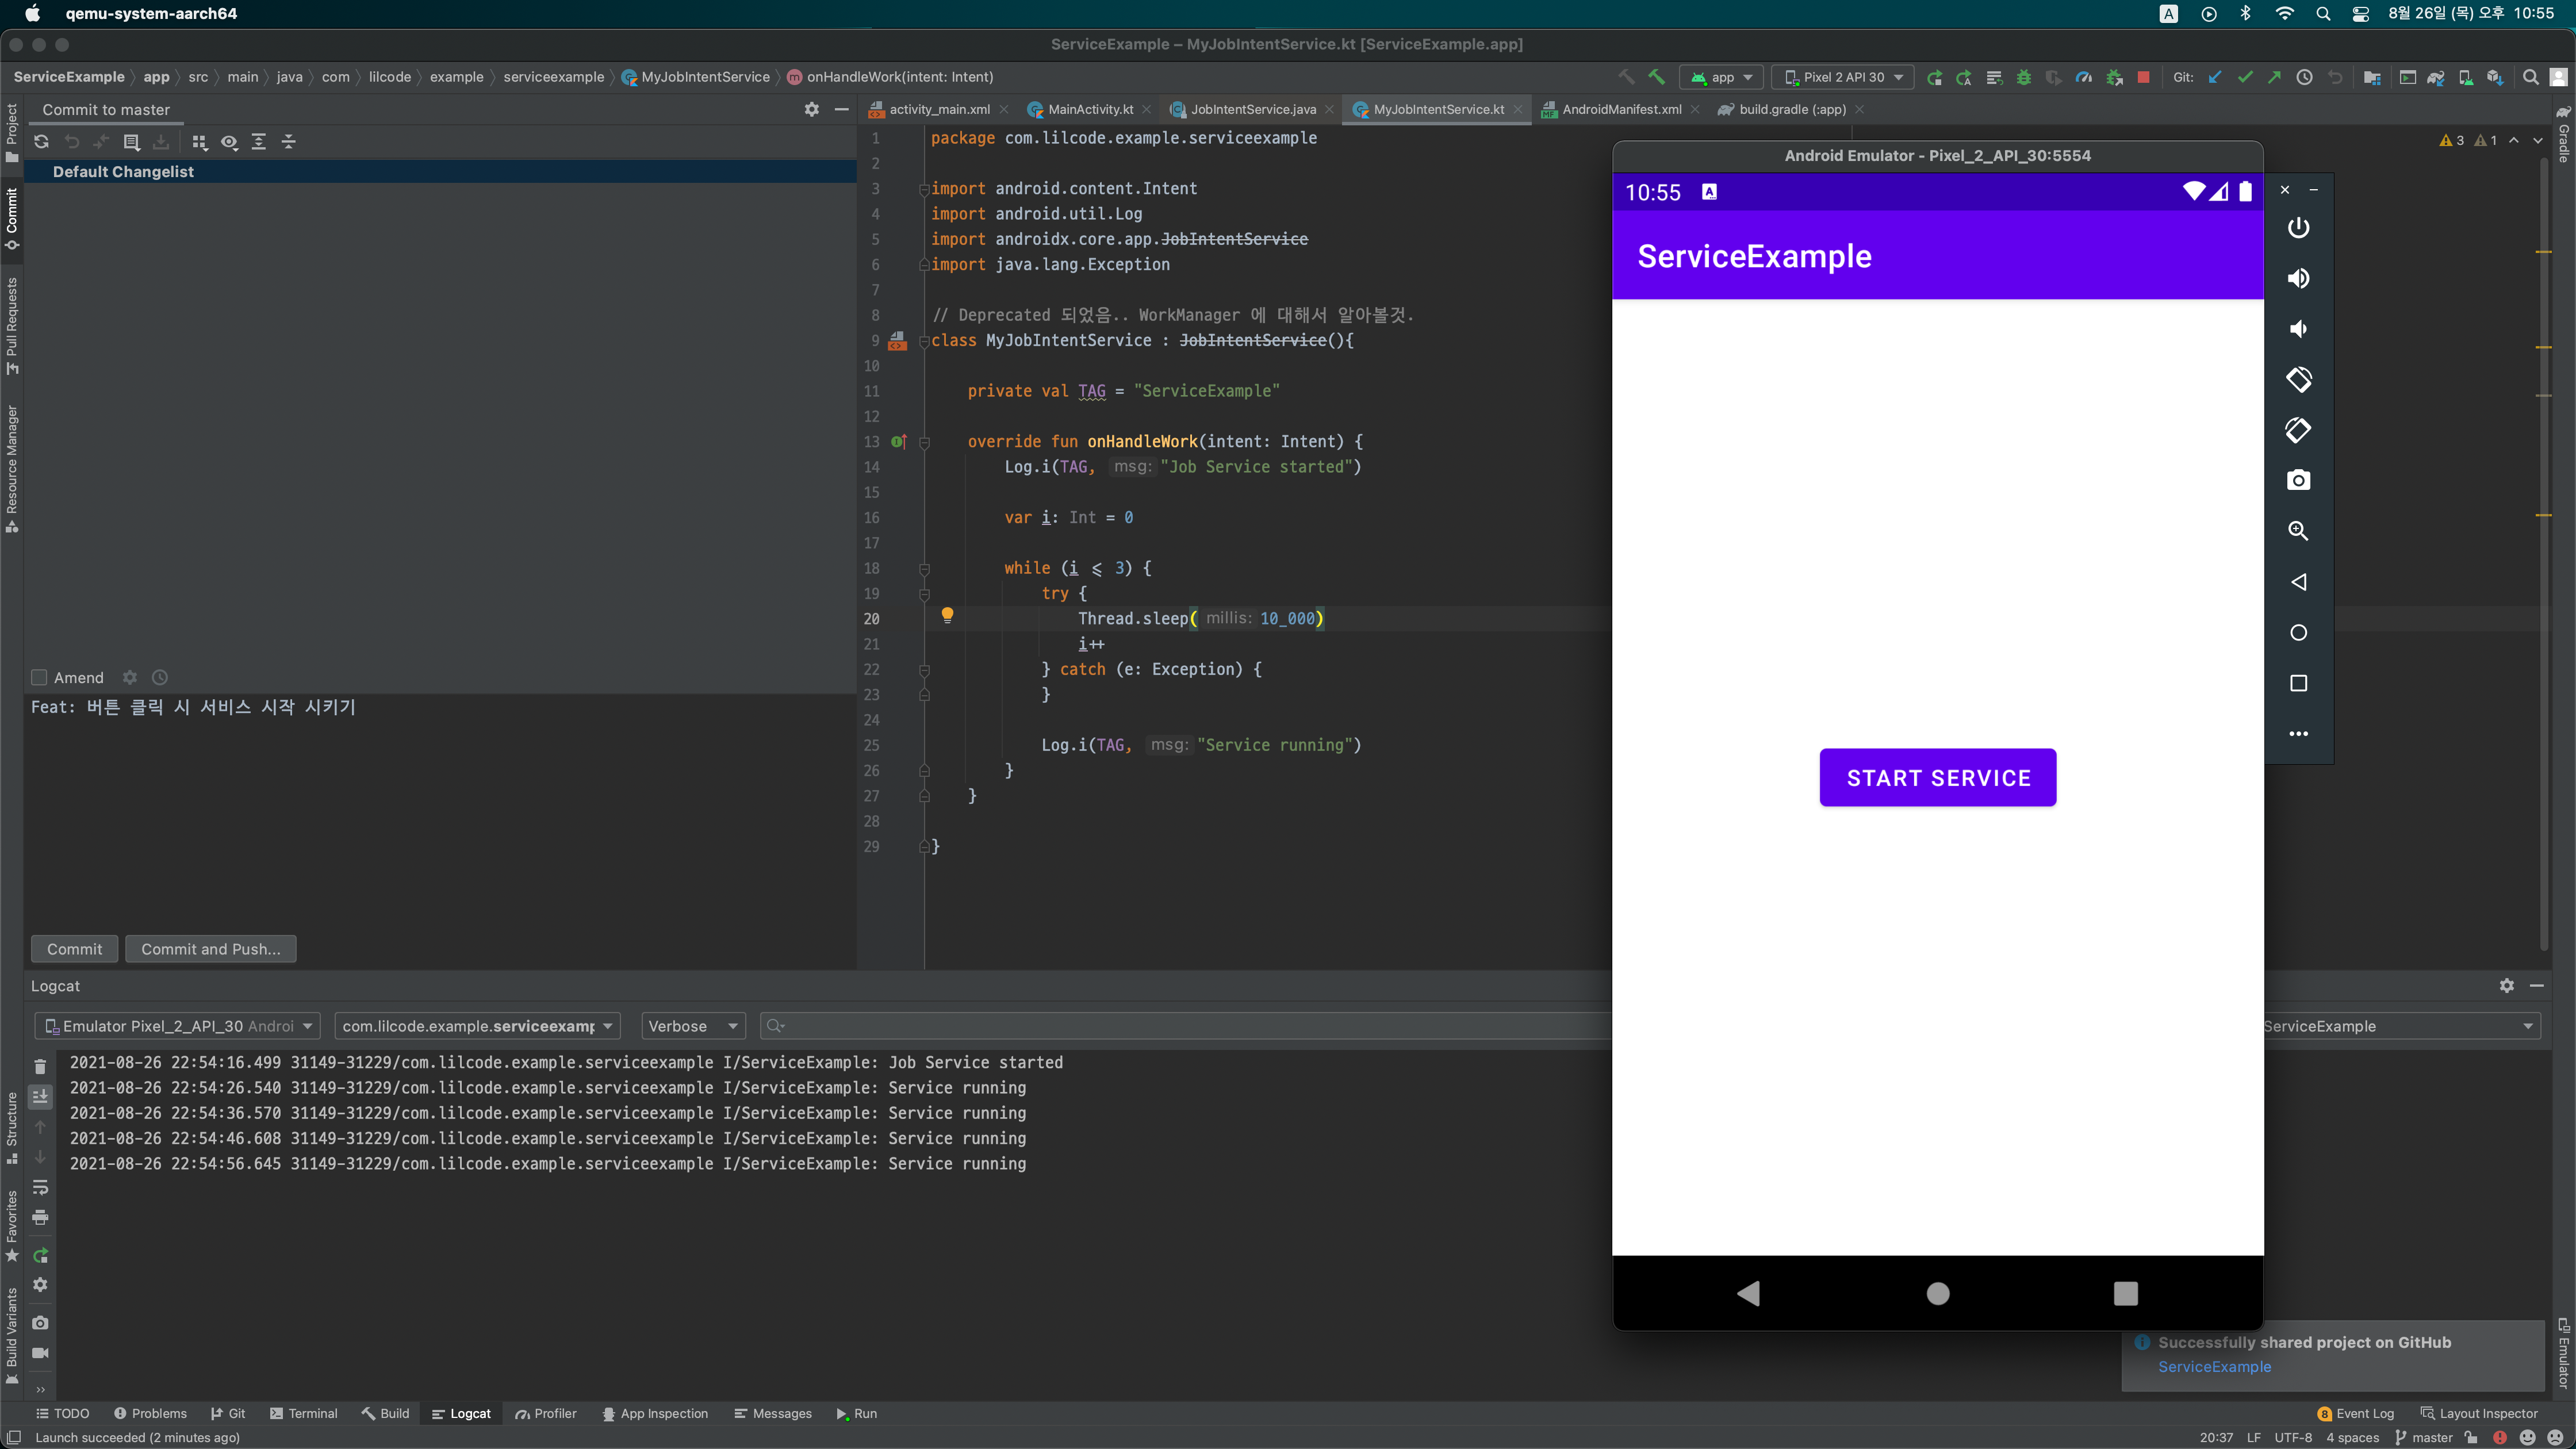 qemu-system-aarch64
A
8월 26일 (목) 오후 10:55
ServiceExample – MyJobIntentService.kt [ServiceExample.app]
ServiceExample app src main java com lilcode example serviceexample MyJobIntentService onHandleWork(intent: Intent)
app
Pixel 2 API 30
Git:
Project
Commit
Pull Requests
Resource Manager
Structure
Favorites
Build Variants
Commit to master
Default Changelist
Amend
Feat: 버튼 클릭 시 서비스 시작 시키기
Commit
Commit and Push...
activity_main.xml
MainActivity.kt
JobIntentService.java
MyJobIntentService.kt
AndroidManifest.xml
build.gradle (:app)
3 1
1 package com.lilcode.example.serviceexample
2
3 import android.content.Intent
4 import android.util.Log
5 import androidx.core.app.JobIntentService
6 import java.lang.Exception
7
8 // Deprecated 되었음.. WorkManager 에 대해서 알아볼것.
9 class MyJobIntentService : JobIntentService(){
10
11 private val TAG = "ServiceExample"
12
13 override fun onHandleWork(intent: Intent) {
14 Log.i(TAG, msg: "Job Service started")
15
16 var i: Int = 0
17
18 while (i ⩽ 3) {
19 try {
20 Thread.sleep( millis: 10_000)
21 i++
22 } catch (e: Exception) {
23 }
24
25 Log.i(TAG, msg: "Service running")
26 }
27 }
28
29 }
Android Emulator - Pixel_2_API_30:5554
10:55
A
ServiceExample
START SERVICE
Gradle
Emulator
Logcat
Emulator Pixel_2_API_30 Androi
com.lilcode.example.serviceexamp
Verbose
ServiceExample
2021-08-26 22:54:16.499 31149-31229/com.lilcode.example.serviceexample I/ServiceExample: Job Service started
2021-08-26 22:54:26.540 31149-31229/com.lilcode.example.serviceexample I/ServiceExample: Service running
2021-08-26 22:54:36.570 31149-31229/com.lilcode.example.serviceexample I/ServiceExample: Service running
2021-08-26 22:54:46.608 31149-31229/com.lilcode.example.serviceexample I/ServiceExample: Service running
2021-08-26 22:54:56.645 31149-31229/com.lilcode.example.serviceexample I/ServiceExample: Service running
Successfully shared project on GitHub
ServiceExample
TODO
Problems
Git
Terminal
Build
Logcat
Profiler
App Inspection
Messages
Run
8 Event Log
Layout Inspector
Launch succeeded (2 minutes ago)
20:37 LF UTF-8 4 spaces master